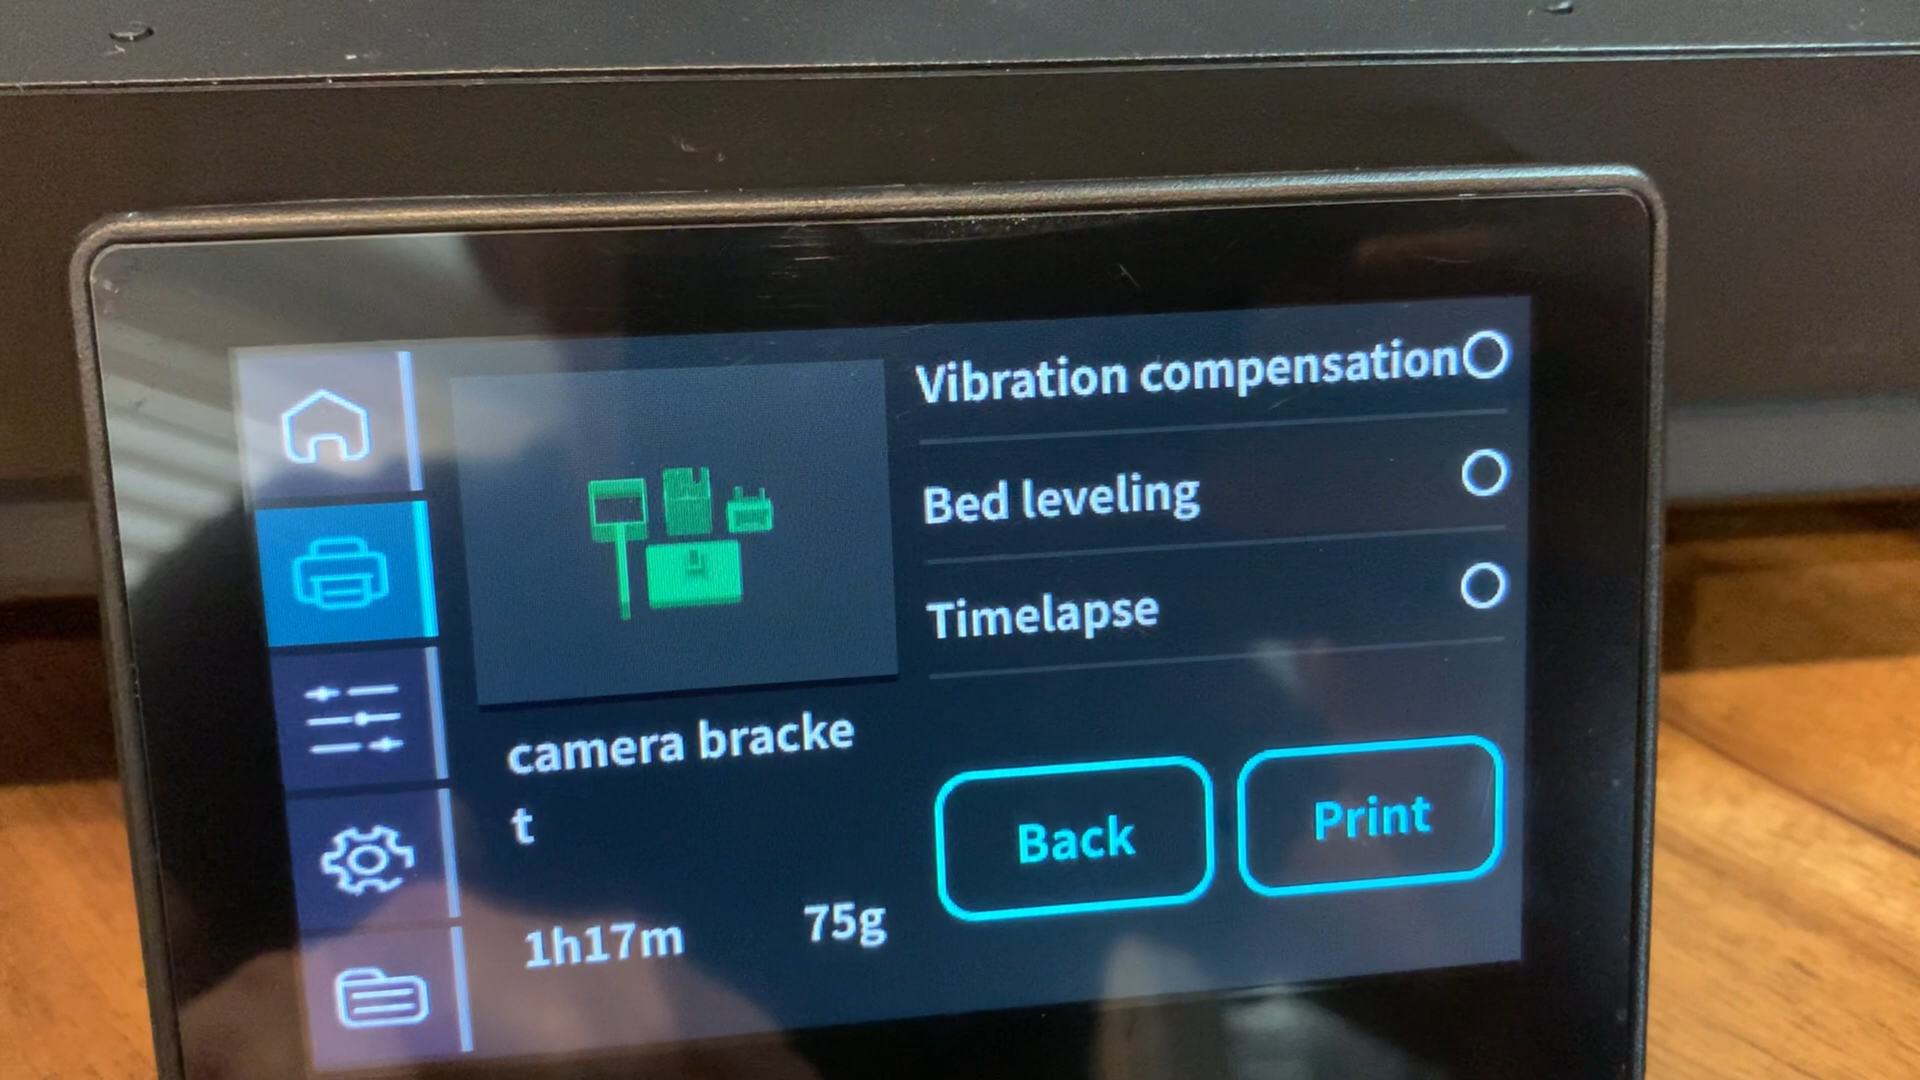 Vibration compensation
Bed leveling
Timelapse
camera bracke
t
1h17m 75g
Back Print